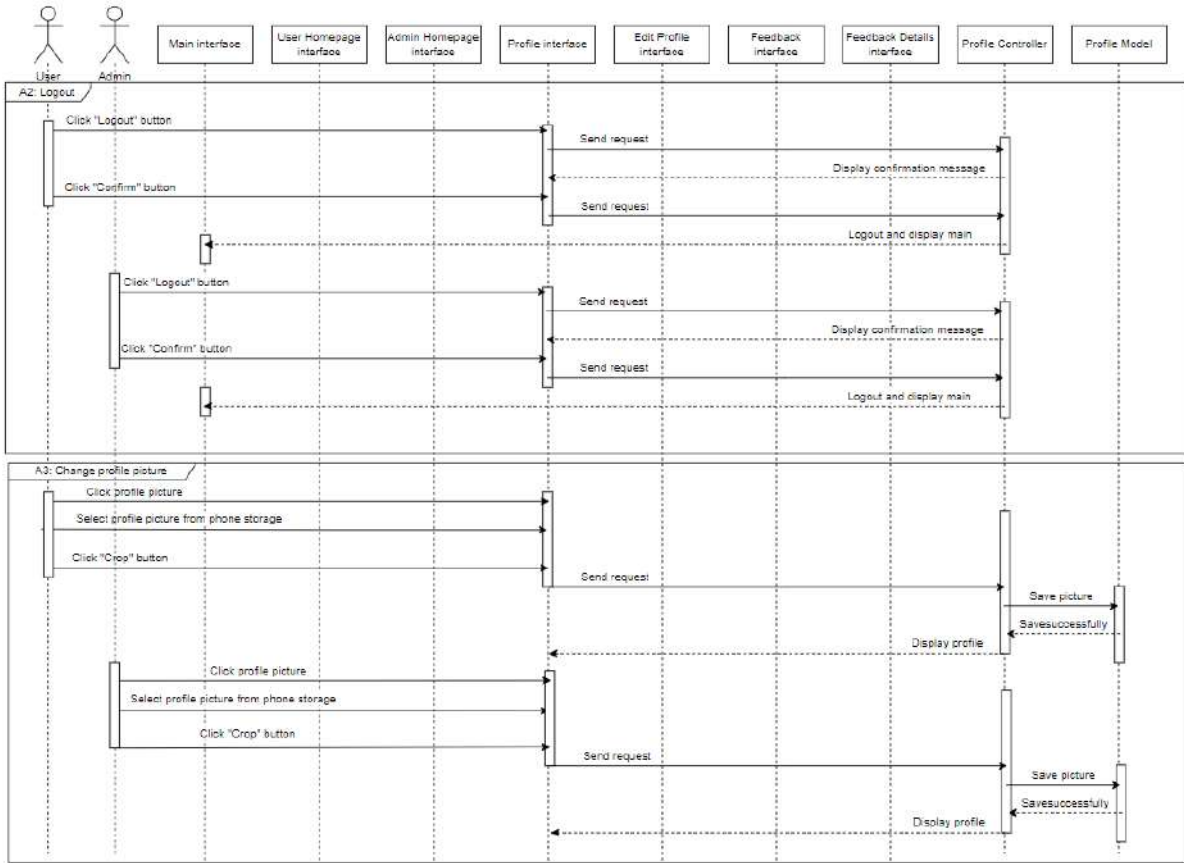 Main interface
User Homepage
interface
Admin Homepage
interface
Profile interface
Edit Profile
interface
Feedback
interface
Feedback Details
interface
Profile Controller
Profile Model
User
Admin
A2: Logout
Click "Logout" button
Send request
Display confirmation message
Click "Confirm" button
Send request
Logout and display main
Click "Logout" button
Send request
Display confirmation message
Click "Confirm" button
Send request
Logout and display main
A3: Change profile picture
Click profile picture
Select profile picture from phone storage
Click "Crop" button
Send request
Save picture
Savesuccessfully
Display profile
Click profile picture
Select profile picture from phone storage
Click "Crop" button
Send request
Save picture
Savesuccessfully
Display profile